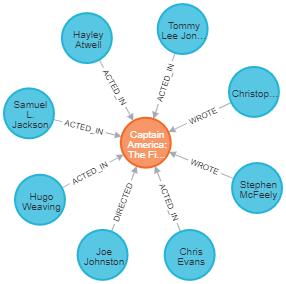 Hayley
Atwell
Tommy
Lee Jon...
Christop...
Stephen
McFeely
Chris
Evans
Joe
Johnston
Hugo
Weaving
Samuel
L.
Jackson
Captain
America:
The Fi...
ACTED_IN
ACTED_IN
WROTE
WROTE
ACTED_IN
DIRECTED
ACTED_IN
ACTED_IN